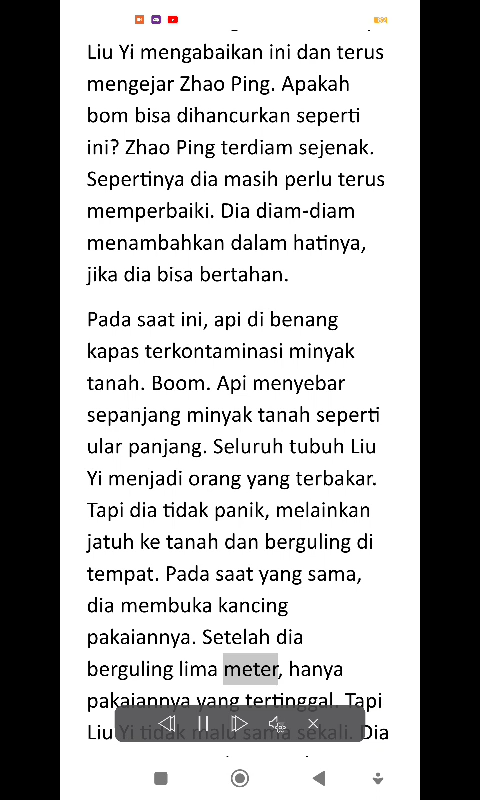 Liu Yi mengabaikan ini dan terus
mengejar Zhao Ping. Apakah
bom bisa dihancurkan seperti
ini? Zhao Ping terdiam sejenak.
Sepertinya dia masih perlu terus
memperbaiki. Dia diam-diam
menambahkan dalam hatinya,
jika dia bisa bertahan.
Pada saat ini, api di benang
kapas terkontaminasi minyak
tanah. Boom. Api menyebar
sepanjang minyak tanah seperti
ular panjang. Seluruh tubuh Liu
Yi menjadi orang yang terbakar.
Tapi dia tidak panik, melainkan
jatuh ke tanah dan berguling di
tempat. Pada saat yang sama,
dia membuka kancing
pakaiannya. Setelah dia
berguling lima meter, hanya
pakaiannya yang tertinggal. Tapi
Liu Yi tidak malu sama sekali. Dia